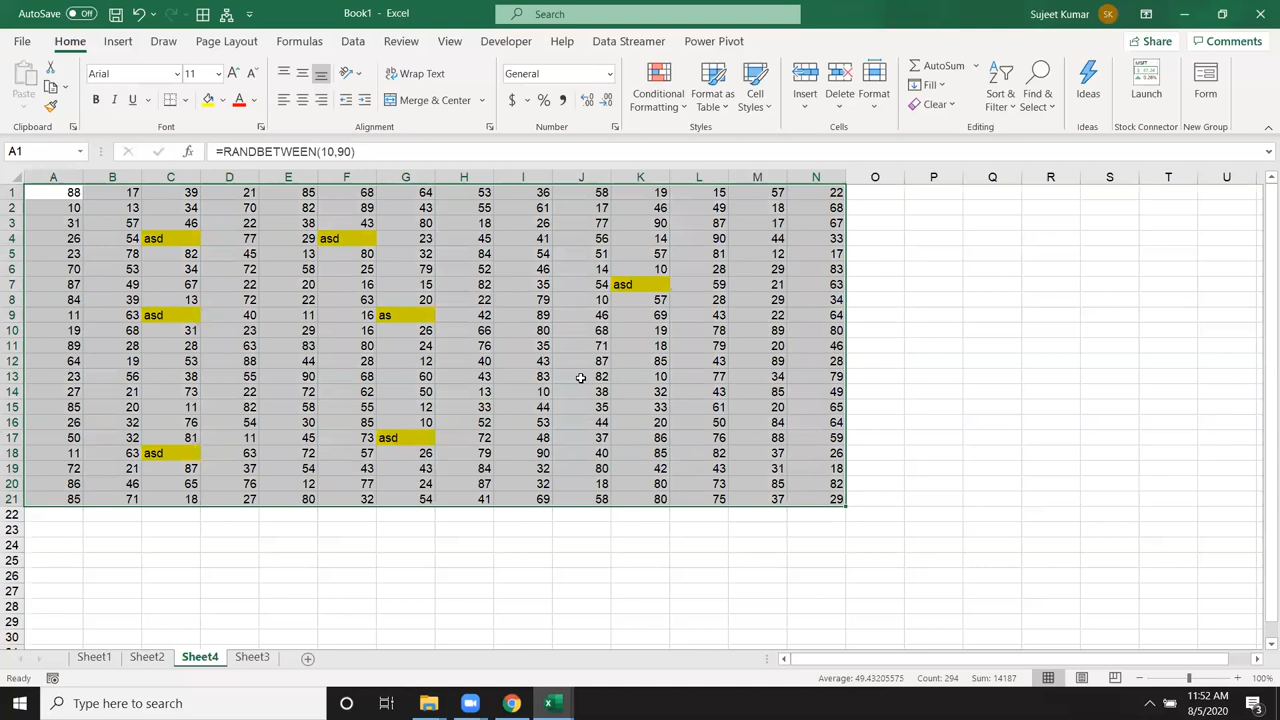 AutoSave Off Book1 - Excel Search Sujeet Kumar SK
File Home Insert Draw Page Layout Formulas Data Review View Developer Help Data Streamer Power Pivot Share Comments
Paste Arial 11 Wrap Text General Conditional Formatting Format as Table Cell Styles Insert Delete Format AutoSum Sort & Filter Find & Select Ideas Launch Form
B I U A Merge & Center $ % Fill Clear
Clipboard Font Alignment Number Styles Cells Editing Ideas Stock Connector New Group
A1 fx =RANDBETWEEN(10,90)
A B C D E F G H I J K L M N O P Q R S T U
1 88 17 39 21 85 68 64 53 36 58 19 15 57 22
2 10 13 34 70 82 89 43 55 61 17 46 49 18 68
3 31 57 46 22 38 43 80 18 26 77 90 87 17 67
4 26 54 asd 77 29 asd 23 45 41 56 14 90 44 33
5 23 78 82 45 13 80 32 84 54 51 57 81 12 17
6 70 53 34 72 58 25 79 52 46 14 10 28 29 83
7 87 49 67 22 20 16 15 82 35 54 asd 59 21 63
8 84 39 13 72 22 63 20 22 79 10 57 28 29 34
9 11 63 asd 40 11 16 as 42 89 46 69 43 22 64
10 19 68 31 23 29 16 26 66 80 68 19 78 89 80
11 89 28 28 63 83 80 24 76 35 71 18 79 20 46
12 64 19 53 88 44 28 12 40 43 87 85 43 89 28
13 23 56 38 55 90 68 60 43 83 82 10 77 34 79
14 27 21 73 22 72 62 50 13 10 38 32 43 85 49
15 85 20 11 82 58 55 12 33 44 35 33 61 20 65
16 26 32 76 54 30 85 10 52 53 44 20 50 84 64
17 50 32 81 11 45 73 asd 72 48 37 86 76 88 59
18 11 63 asd 63 72 57 26 79 90 40 85 82 37 26
19 72 21 87 37 54 43 43 84 32 80 42 43 31 18
20 86 46 65 76 12 77 24 87 32 18 80 73 85 82
21 85 71 18 27 80 32 54 41 69 58 80 75 37 29
22
23
24
25
26
27
28
29
30
Sheet1 Sheet2 Sheet4 Sheet3
Ready Average: 49.43205575 Count: 294 Sum: 14187 100%
Type here to search 11:52 AM
8/5/2020 3